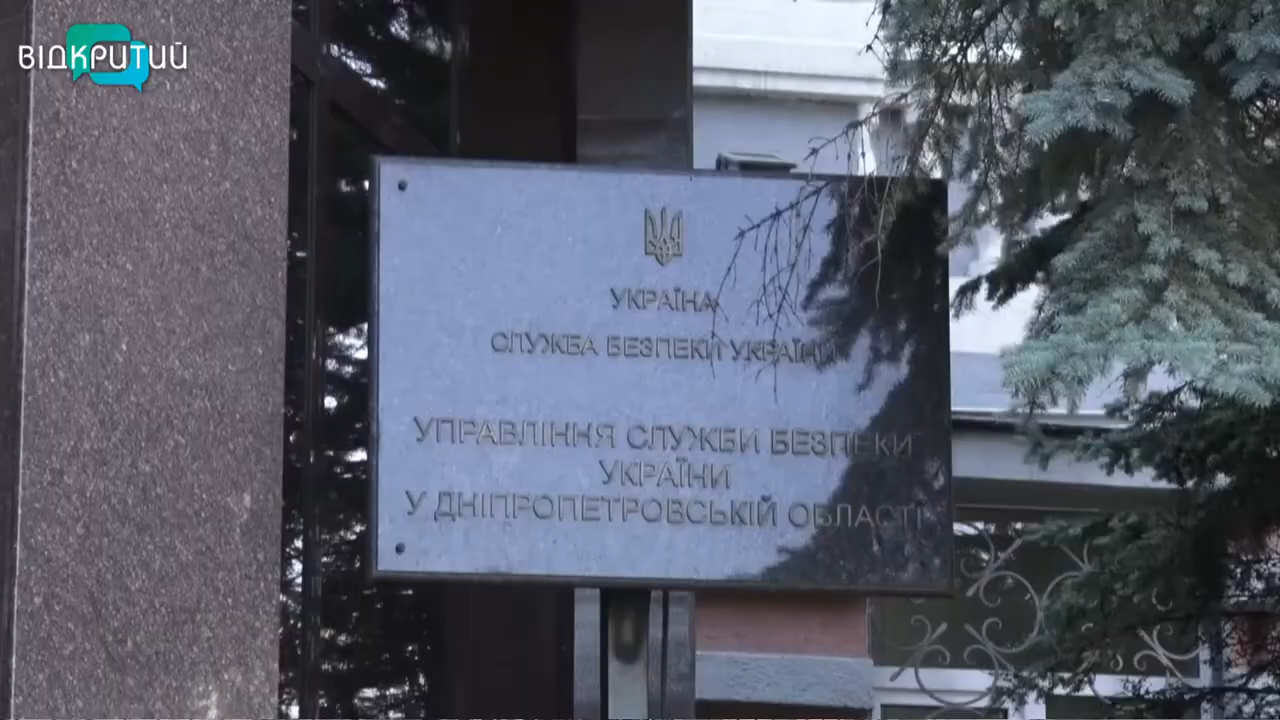 ВІДКРИТИЙ
УКРАЇНА
СЛУЖБА БЕЗПЕКИ УКРАЇНИ
УПРАВЛІННЯ СЛУЖБИ БЕЗПЕКИ
УКРАЇНИ
У ДНІПРОПЕТРОВСЬКІЙ ОБЛАСТІ